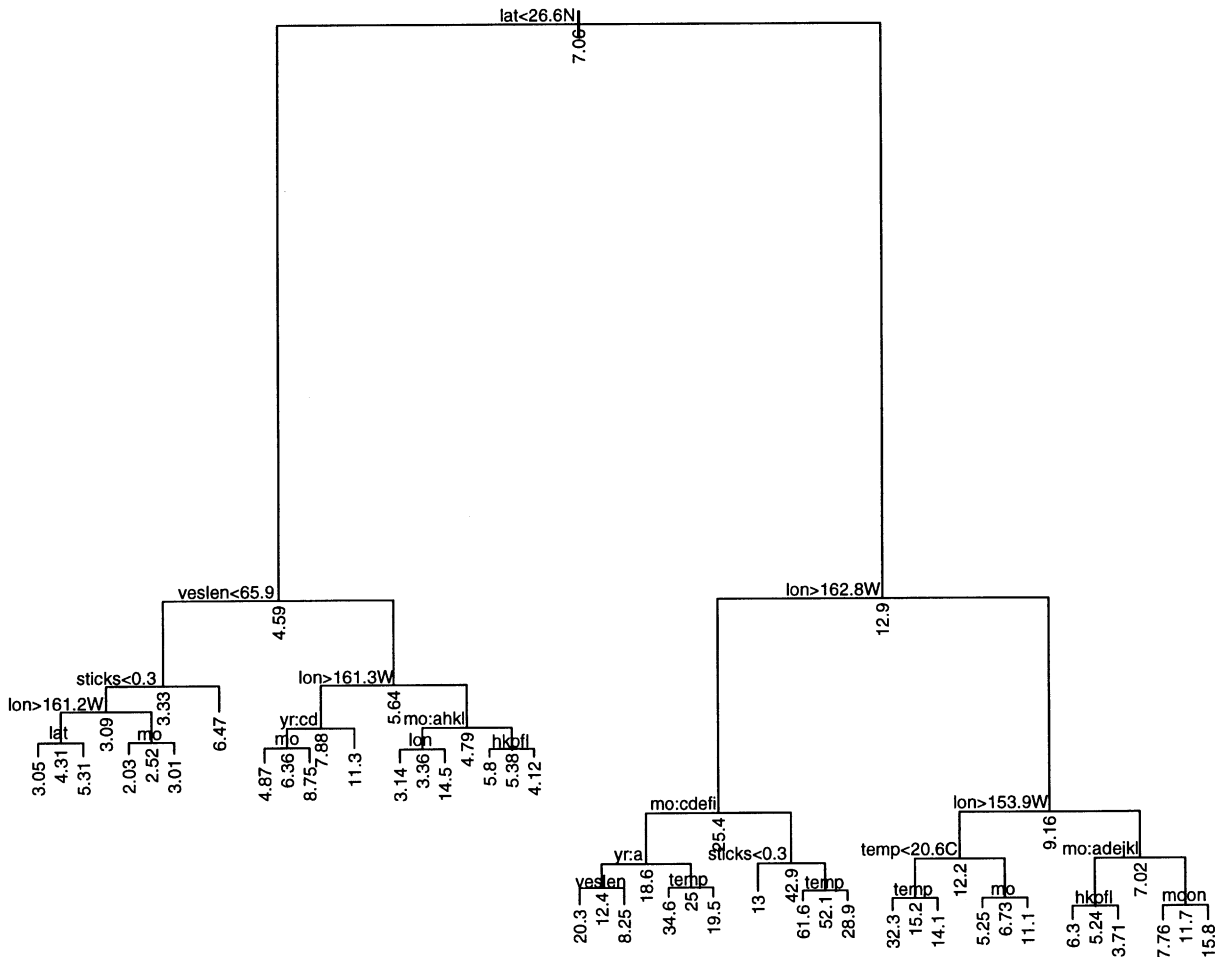 lat<26.6N
7.06
veslen<65.9
4.59
lon>162.8W
12.9
sticks<0.3
3.33
lon>161.3W
5.64
lon>161.2W
3.09
6.47
yr:cd
7.88
mo:ahkl
4.79
lat
4.31
mo
2.52
mo
6.36
11.3
lon
3.36
hkpfl
5.38
3.05
5.31
2.03
3.01
4.87
8.75
3.14
14.5
5.8
4.12
mo:cdefi
25.4
lon>153.9W
9.16
yr:a
18.6
sticks<0.3
42.9
temp<20.6C
12.2
mo:adejkl
7.02
veslen
12.4
temp
25
13
temp
52.1
temp
15.2
mo
6.73
hkpfl
5.24
moon
11.7
20.3
8.25
34.6
19.5
61.6
28.9
32.3
14.1
5.25
11.1
6.3
3.71
7.76
15.8